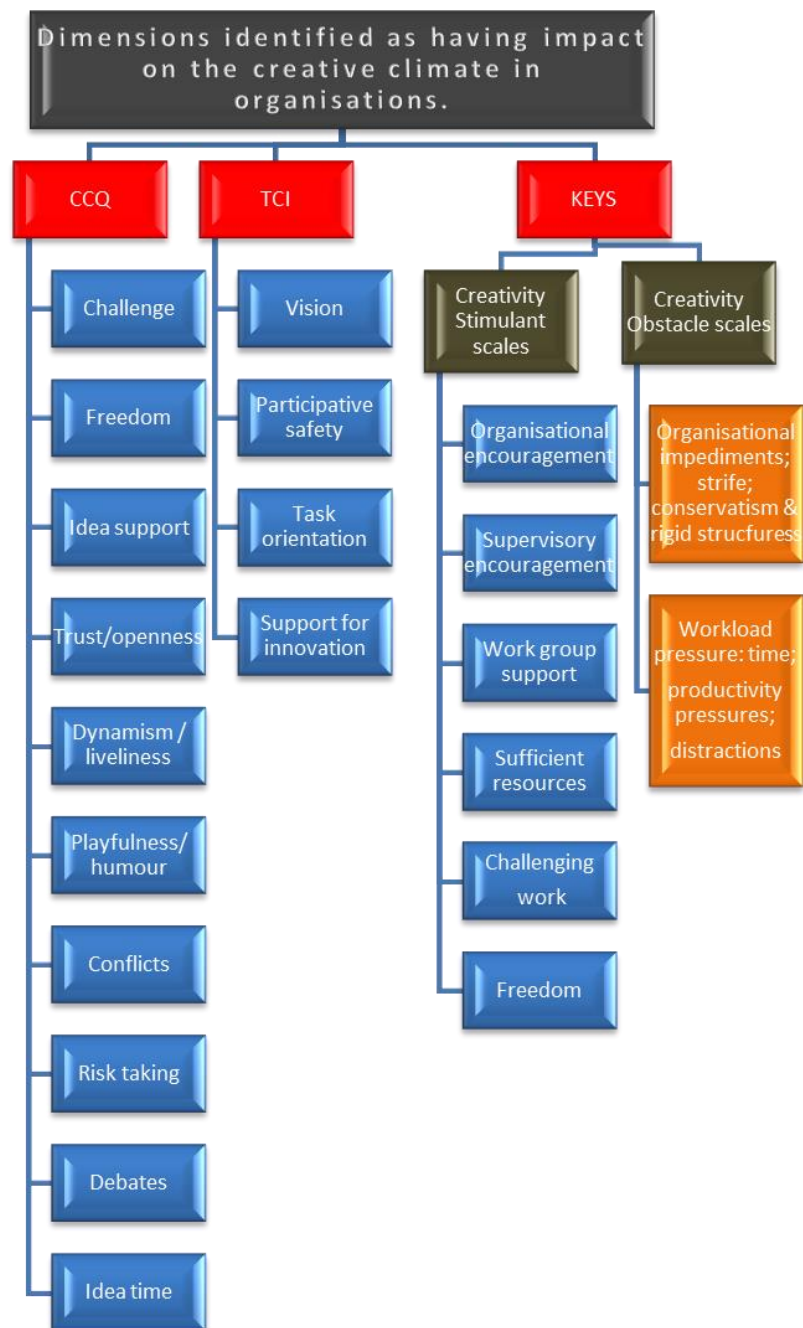 Dimensions identified as having impact
on the creative climate in
organisations.
CCQ
TCI
KEYS
Challenge
Freedom
Idea support
Trust/openness
Dynamism /
liveliness
Playfulness/
humour
Conflicts
Risk taking
Debates
Idea time
Vision
Participative
safety
Task
orientation
Support for
innovation
Creativity
Stimulant
scales
Organisational
encouragement
Supervisory
encouragement
Work group
support
Sufficient
resources
Challenging
work
Freedom
Creativity
Obstacle scales
Organisational
impediments;
strife;
conservatism &
rigid strucfuress
Workload
pressure: time;
productivity
pressures;
distractions